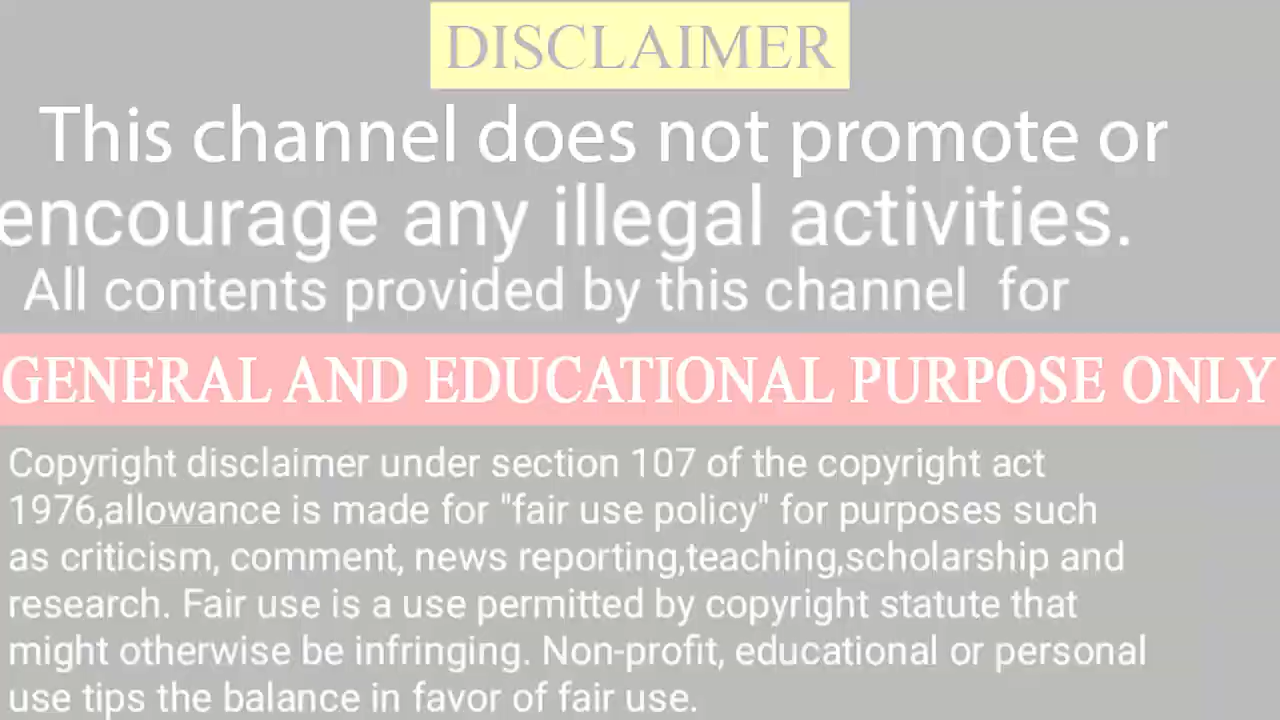 DISCLAIMER
This channel does not promote or
encourage any illegal activities.
All contents provided by this channel for
GENERAL AND EDUCATIONAL PURPOSE ONLY
Copyright disclaimer under section 107 of the copyright act
1976,allowance is made for "fair use policy" for purposes such
as criticism, comment, news reporting,teaching,scholarship and
research. Fair use is a use permitted by copyright statute that
might otherwise be infringing. Non-profit, educational or personal
use tips the balance in favor of fair use.